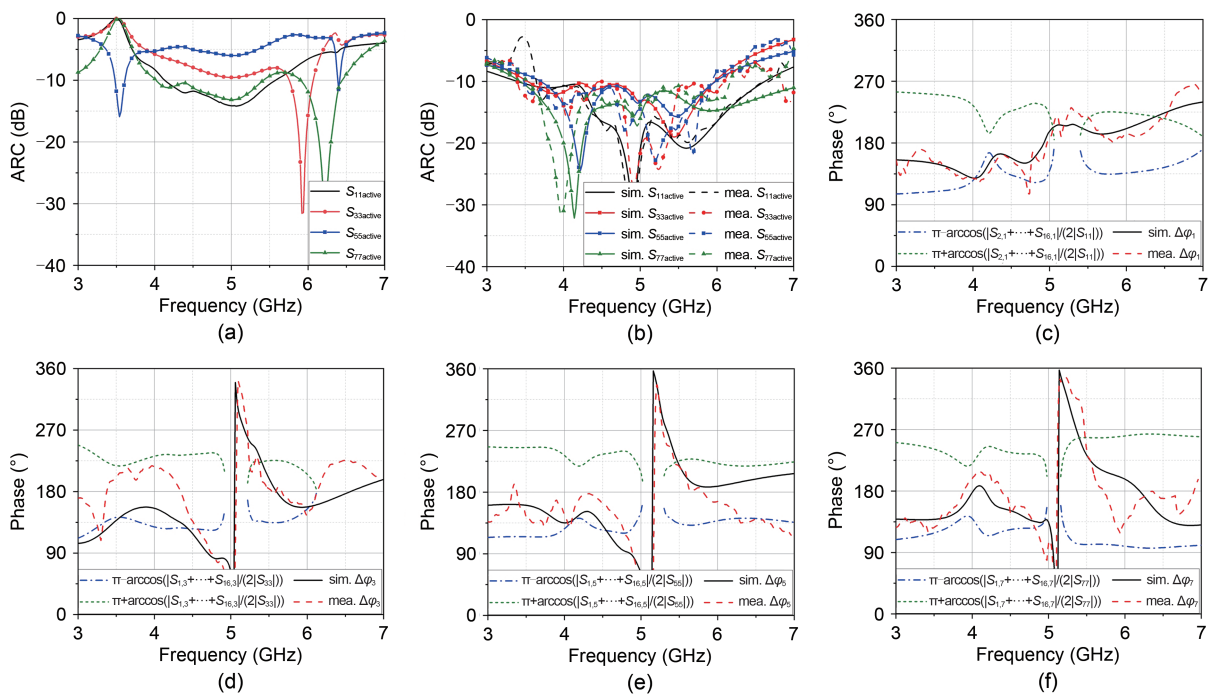 0
−10
−20
−30
−40
ARC (dB)
3 4 5 6 7
Frequency (GHz)
S11active
S33active
S55active
S77active
(a)
0
−10
−20
−30
−40
ARC (dB)
3 4 5 6 7
Frequency (GHz)
sim. S11active mea. S11active
sim. S33active mea. S33active
sim. S55active mea. S55active
sim. S77active mea. S77active
(b)
360
270
180
90
0
Phase (°)
3 4 5 6 7
Frequency (GHz)
π−arccos(|S2,1+⋯+S16,1|/(2|S11|)) sim. Δφ1
π+arccos(|S2,1+⋯+S16,1|/(2|S11|)) mea. Δφ1
(c)
360
270
180
90
0
Phase (°)
3 4 5 6 7
Frequency (GHz)
π−arccos(|S1,3+⋯+S16,3|/(2|S33|)) sim. Δφ3
π+arccos(|S1,3+⋯+S16,3|/(2|S33|)) mea. Δφ3
(d)
360
270
180
90
0
Phase (°)
3 4 5 6 7
Frequency (GHz)
π−arccos(|S1,5+⋯+S16,5|/(2|S55|)) sim. Δφ5
π+arccos(|S1,5+⋯+S16,5|/(2|S55|)) mea. Δφ5
(e)
360
270
180
90
0
Phase (°)
3 4 5 6 7
Frequency (GHz)
π−arccos(|S1,7+⋯+S16,7|/(2|S77|)) sim. Δφ7
π+arccos(|S1,7+⋯+S16,7|/(2|S77|)) mea. Δφ7
(f)